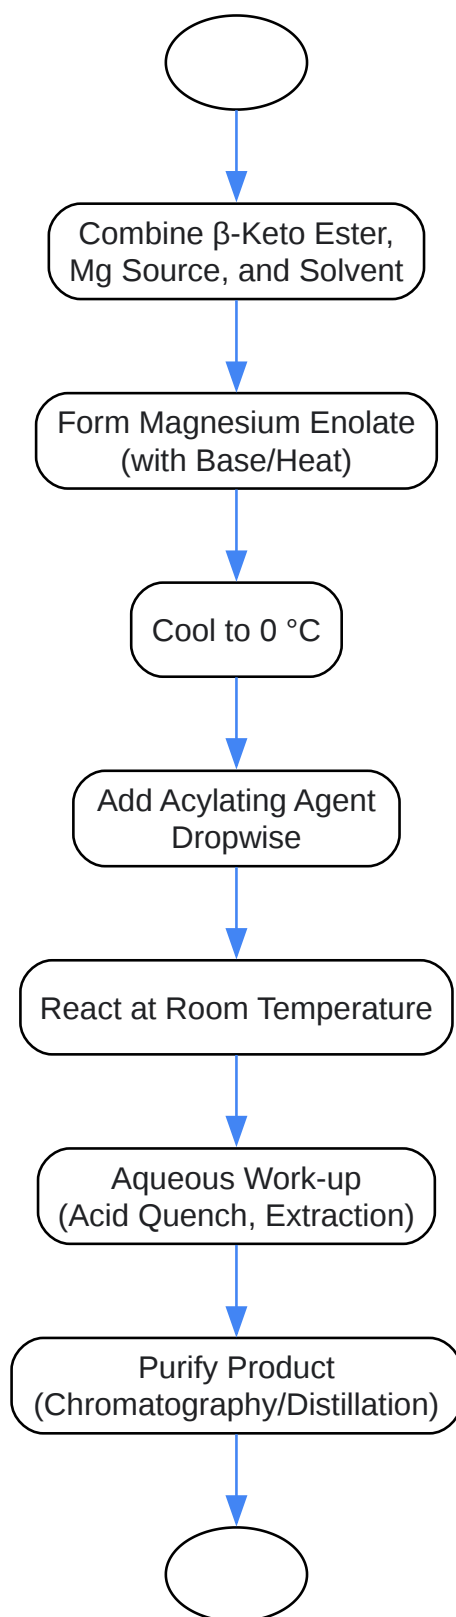 Combine β-Keto Ester,
Mg Source, and Solvent
Form Magnesium Enolate
(with Base/Heat)
Cool to 0 °C
Add Acylating Agent
Dropwise
React at Room Temperature
Aqueous Work-up
(Acid Quench, Extraction)
Purify Product
(Chromatography/Distillation)